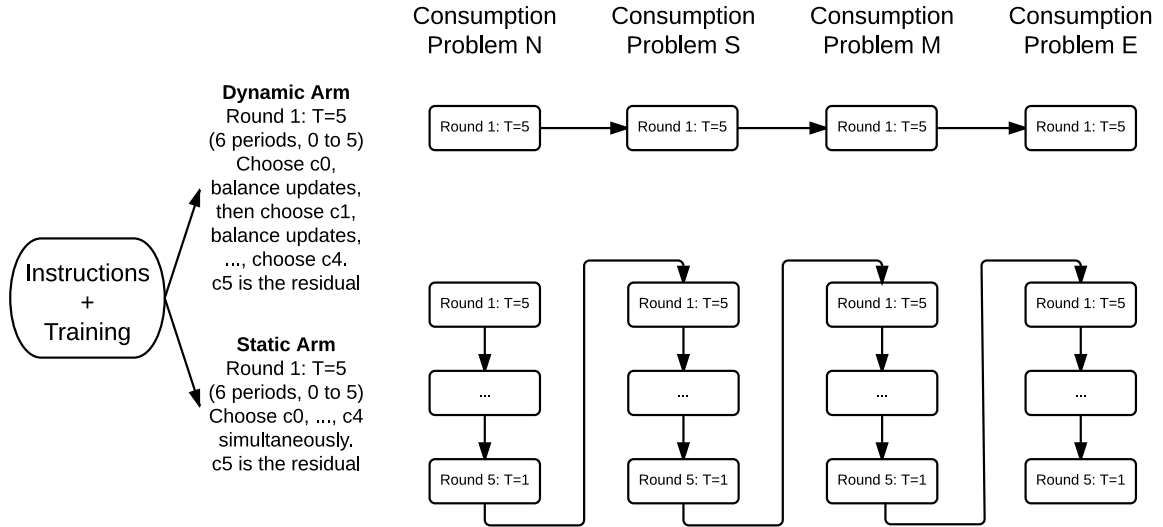 Consumption
Problem N
Consumption
Problem S
Consumption
Problem M
Consumption
Problem E
Dynamic Arm
Round 1: T=5
(6 periods, 0 to 5)
Choose c0,
balance updates,
then choose c1,
balance updates,
..., choose c4.
c5 is the residual
Round 1: T=5
Round 1: T=5
Round 1: T=5
Round 1: T=5
Instructions
+
Training
Static Arm
Round 1: T=5
(6 periods, 0 to 5)
Choose c0, ..., c4
simultaneously.
c5 is the residual
Round 1: T=5
...
Round 5: T=1
Round 1: T=5
...
Round 5: T=1
Round 1: T=5
...
Round 5: T=1
Round 1: T=5
...
Round 5: T=1